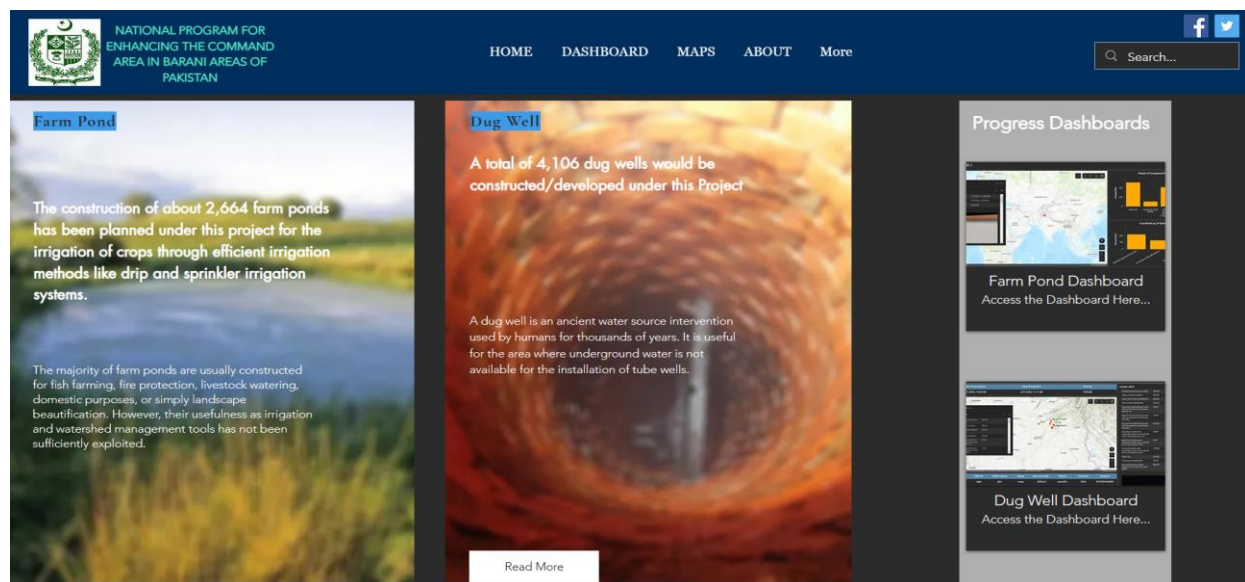 NATIONAL PROGRAM FOR
ENHANCING THE COMMAND
AREA IN BARANI AREAS OF
PAKISTAN
HOME DASHBOARD MAPS ABOUT More
Search...
Farm Pond
The construction of about 2,664 farm ponds
has been planned under this project for the
irrigation of crops through efficient irrigation
methods like drip and sprinkler irrigation
systems.
The majority of farm ponds are usually constructed
for fish farming, fire protection, livestock watering,
domestic purposes, or simply landscape
beautification. However, their usefulness as irrigation
and watershed management tools has not been
sufficiently exploited.
Dug Well
A total of 4,106 dug wells would be
constructed/developed under this Project
A dug well is an ancient water source intervention
used by humans for thousands of years. It is useful
for the area where underground water is not
available for the installation of tube wells.
Read More
Progress Dashboards
Farm Pond Dashboard
Access the Dashboard Here...
Dug Well Dashboard
Access the Dashboard Here...